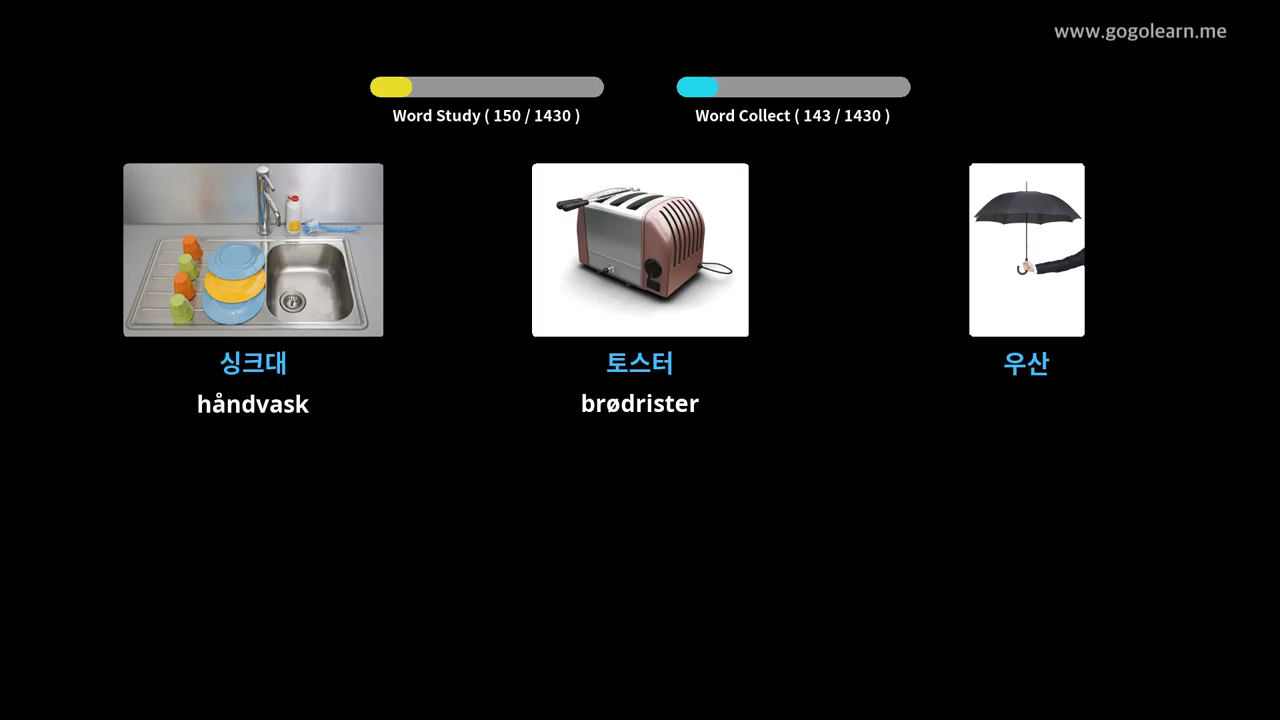 www.gogolearn.me
Word Study ( 150 / 1430 )
Word Collect ( 143 / 1430 )
싱크대
토스터
우산
håndvask
brødrister